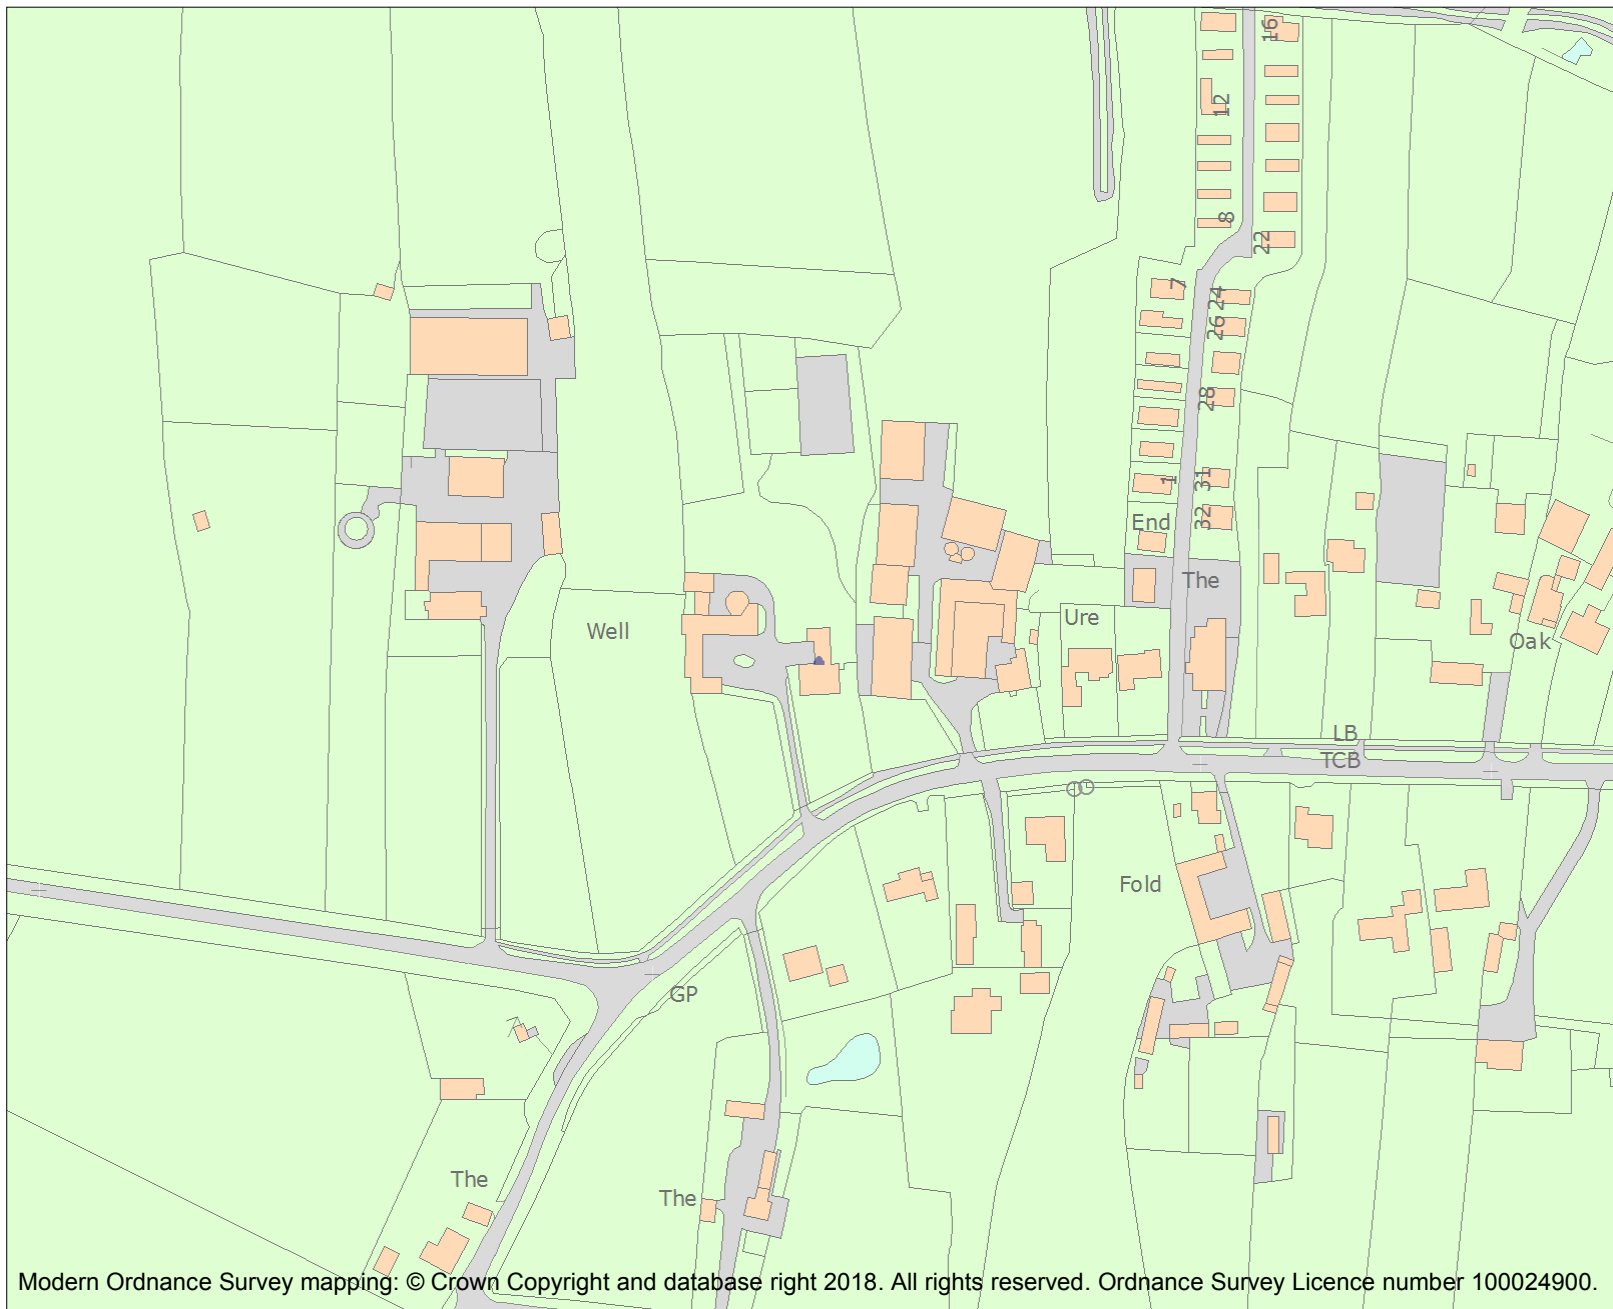 16
12
8
22
7
24
26
28
1
31
32
End
The
Ure
Well
Oak
LB
TCB
Fold
GP
The
The
Modern Ordnance Survey mapping: © Crown Copyright and database right 2018. All rights reserved. Ordnance Survey Licence number 100024900.